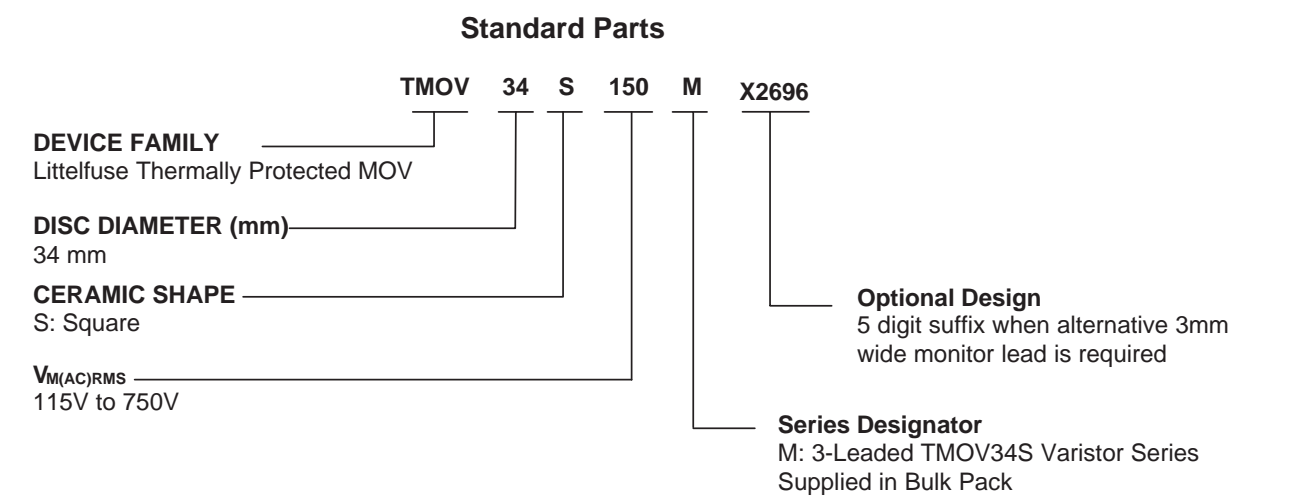 Standard Parts
TMOV 34 S 150 M X2696
DEVICE FAMILY
Littelfuse Thermally Protected MOV
DISC DIAMETER (mm)
34 mm
CERAMIC SHAPE
S: Square
VM(AC)RMS
115V to 750V
Optional Design
5 digit suffix when alternative 3mm
wide monitor lead is required
Series Designator
M: 3-Leaded TMOV34S Varistor Series
Supplied in Bulk Pack